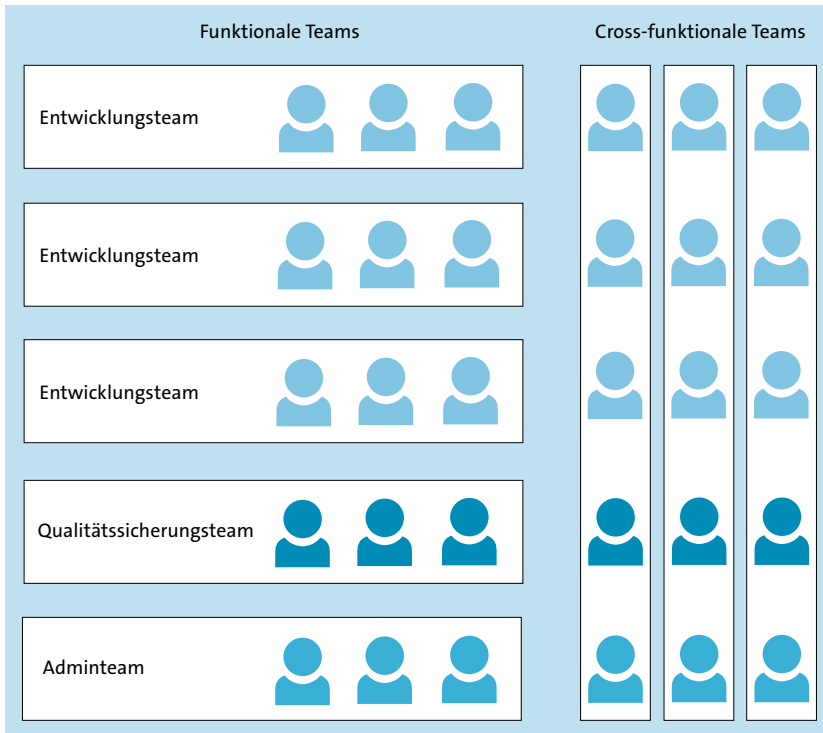 Funktionale Teams
Cross-funktionale Teams
Entwicklungsteam
Entwicklungsteam
Entwicklungsteam
Qualitätssicherungsteam
Adminteam